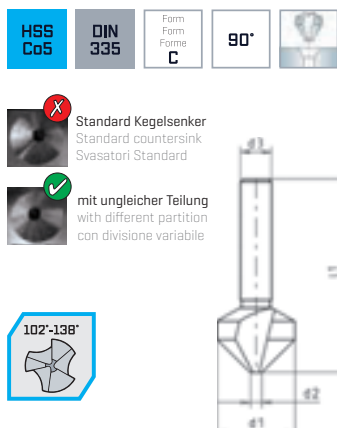 HSS
Co5
DIN
335
Form
Form
Forme
C
90°
Standard Kegelsenker
Standard countersink
Svasatori Standard
mit ungleicher Teilung
with different partition
con divisione variabile
102°-138°
d3
l1
d2
d1